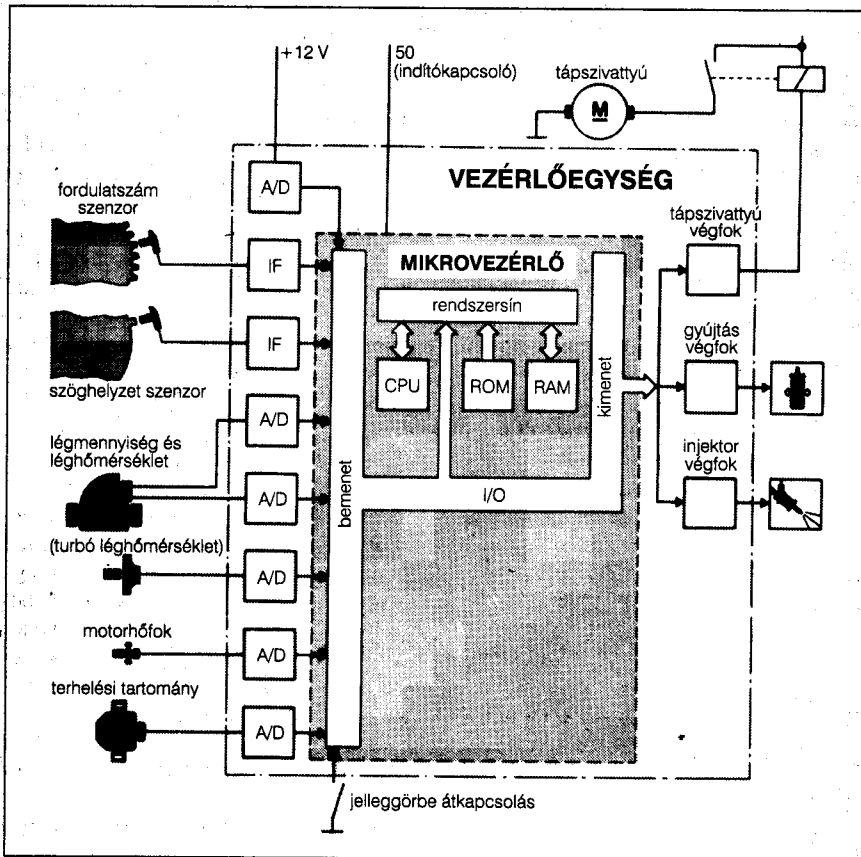 +12 V
50
(indítókapcsoló)
tápszivattyú
M
VEZÉRLŐEGYSÉG
fordulatszám
szenzor
A/D
tápszivattyú
végfok
IF
MIKROVEZÉRLŐ
rendszersín
IF
szöghelyzet szenzor
CPU
ROM
RAM
kimenet
gyújtás
végfok
légmennyiség és
léghőmérséklet
A/D
injektor
végfok
A/D
bemenet
I/O
(turbó léghőmérséklet)
A/D
motorhőfok
A/D
terhelési tartomány
A/D
jelleggörbe átkapcsolás